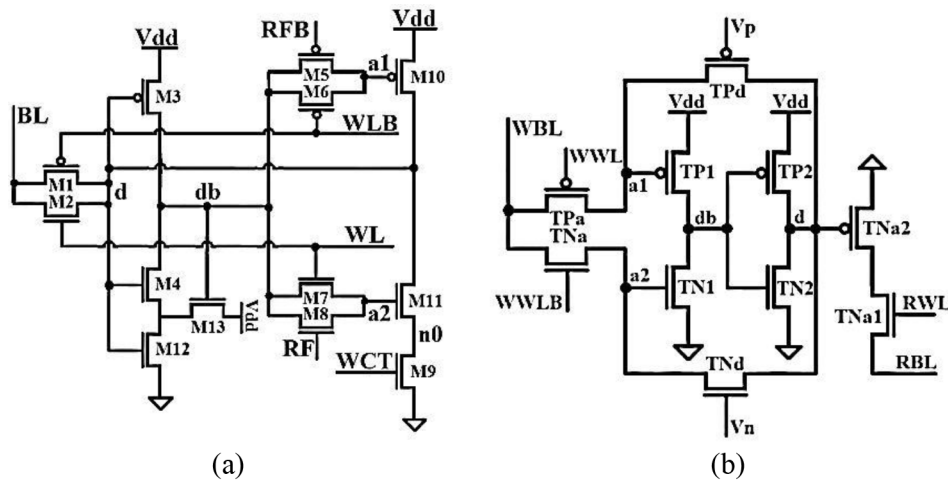 RFB
Vdd
Vdd
M5
a1
M10
M6
M3
BL
WLB
M1
d
M2
db
WL
M4
M7
M11
M8
a2
Vdd
M13
n0
M12
RF
WCT
M9
(a)
Vp
TPd
Vdd
Vdd
WBL
WWL
TP1
TP2
a1
TPa
db
d
TNa
TNa2
a2
TN1
TN2
WWLB
TNa1
RWL
TNd
RBL
Vn
(b)